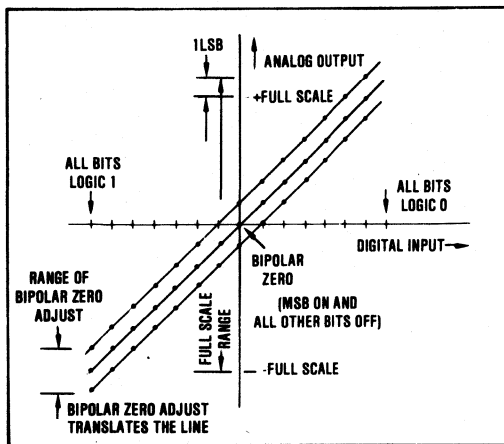 1LSB
ANALOG OUTPUT
+FULL SCALE
ALL BITS
LOGIC 1
ALL BITS
LOGIC 0
DIGITAL INPUT
BIPOLAR
ZERO
(MSB ON AND
ALL OTHER BITS OFF)
RANGE OF
BIPOLAR ZERO
ADJUST
FULL SCALE
RANGE
-FULL SCALE
BIPOLAR ZERO ADJUST
TRANSLATES THE LINE